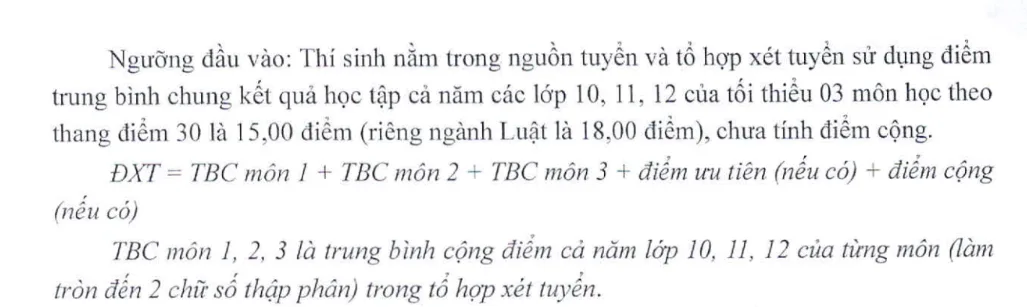 Ngưỡng đầu vào: Thí sinh nằm trong nguồn tuyển và tổ hợp xét tuyển sử dụng điểm
trung bình chung kết quả học tập cả năm các lớp 10, 11, 12 của tối thiểu 03 môn học theo
thang điểm 30 là 15,00 điểm (riêng ngành Luật là 18,00 điểm), chưa tính điểm cộng.
ĐXT = TBC môn 1 + TBC môn 2 + TBC môn 3 + điểm ưu tiên (nếu có) + điểm cộng
(nếu có)
TBC môn 1, 2, 3 là trung bình cộng điểm cả năm lớp 10, 11, 12 của từng môn (làm
tròn đến 2 chữ số thập phân) trong tổ hợp xét tuyển.